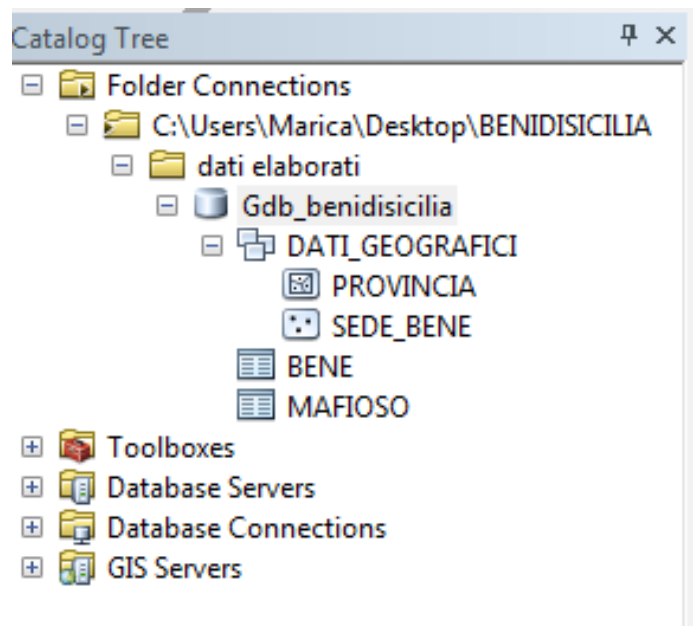 Catalog Tree
Folder Connections
C:\Users\Marica\Desktop\BENIDISICILIA
dati elaborati
Gdb_benidisicilia
DATI_GEOGRAFICI
PROVINCIA
SEDE_BENE
BENE
MAFIOSO
Toolboxes
Database Servers
Database Connections
GIS Servers